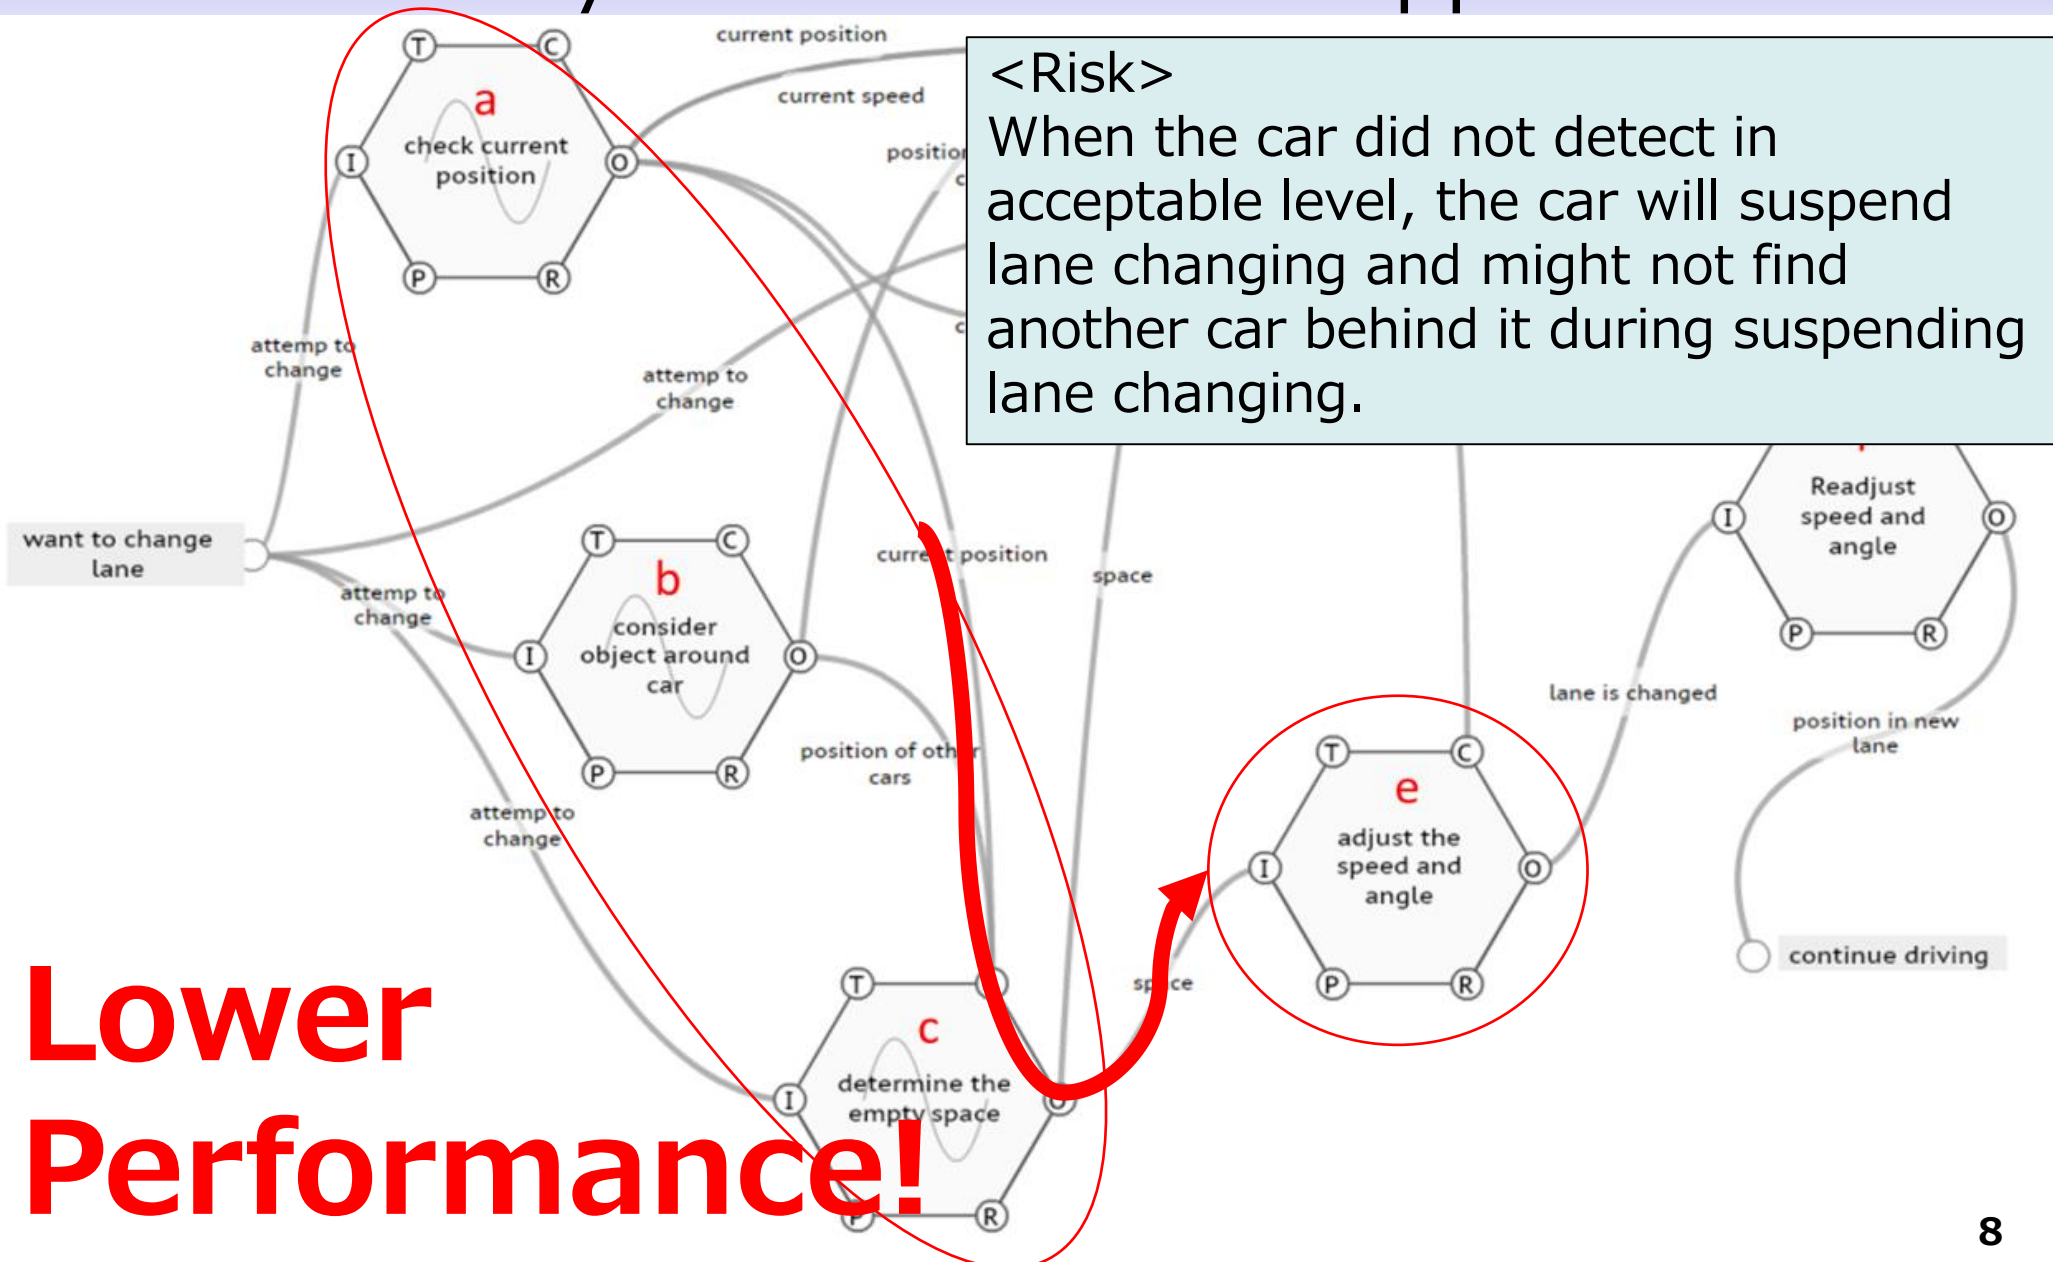 current position
current speed
position
<Risk>
When the car did not detect in
acceptable level, the car will suspend
lane changing and might not find
another car behind it during suspending
lane changing.
T
C
a
check current
position
I
O
P
R
attemp to
change
attemp to
change
want to change
lane
attemp to
change
T
C
b
consider
object around
car
I
O
P
R
current position
space
position of other
cars
attemp to
change
Readjust
speed and
angle
I
O
P
R
lane is changed
position in new
lane
T
C
e
adjust the
speed and
angle
I
O
P
R
continue driving
space
T
c
determine the
empty space
I
O
P
R
Lower
Performance!
8